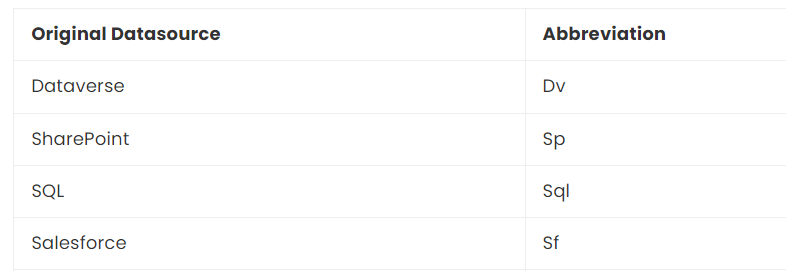 Original Datasource Abbreviation
Dataverse Dv
SharePoint Sp
SQL Sql
Salesforce Sf